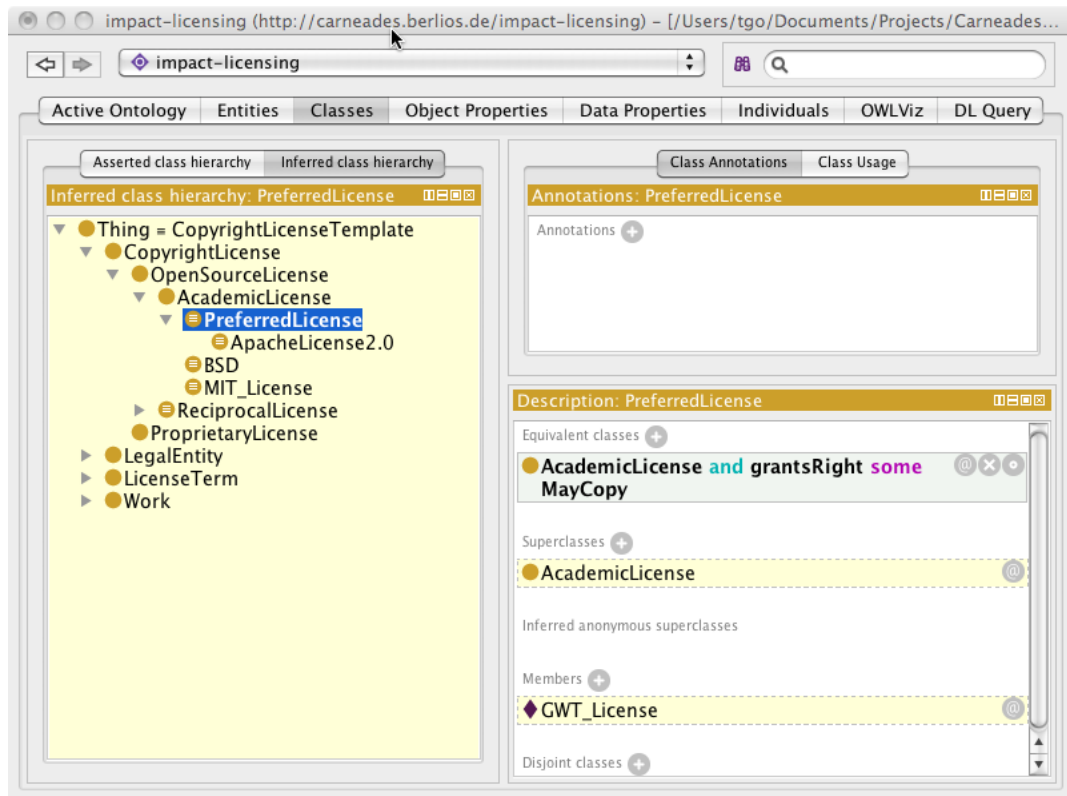 impact-licensing (http://carneades.berlios.de/impact-licensing) – [/Users/tgo/Documents/Projects/Carneades...
impact-licensing
Active Ontology Entities Classes Object Properties Data Properties Individuals OWLViz DL Query
Asserted class hierarchy Inferred class hierarchy
Inferred class hierarchy: PreferredLicense
Thing = CopyrightLicenseTemplate
CopyrightLicense
OpenSourceLicense
AcademicLicense
PreferredLicense
ApacheLicense2.0
BSD
MIT_License
ReciprocalLicense
ProprietaryLicense
LegalEntity
LicenseTerm
Work
Class Annotations Class Usage
Annotations: PreferredLicense
Annotations
Description: PreferredLicense
Equivalent classes
AcademicLicense and grantsRight some
MayCopy
Superclasses
AcademicLicense
Inferred anonymous superclasses
Members
GWT_License
Disjoint classes